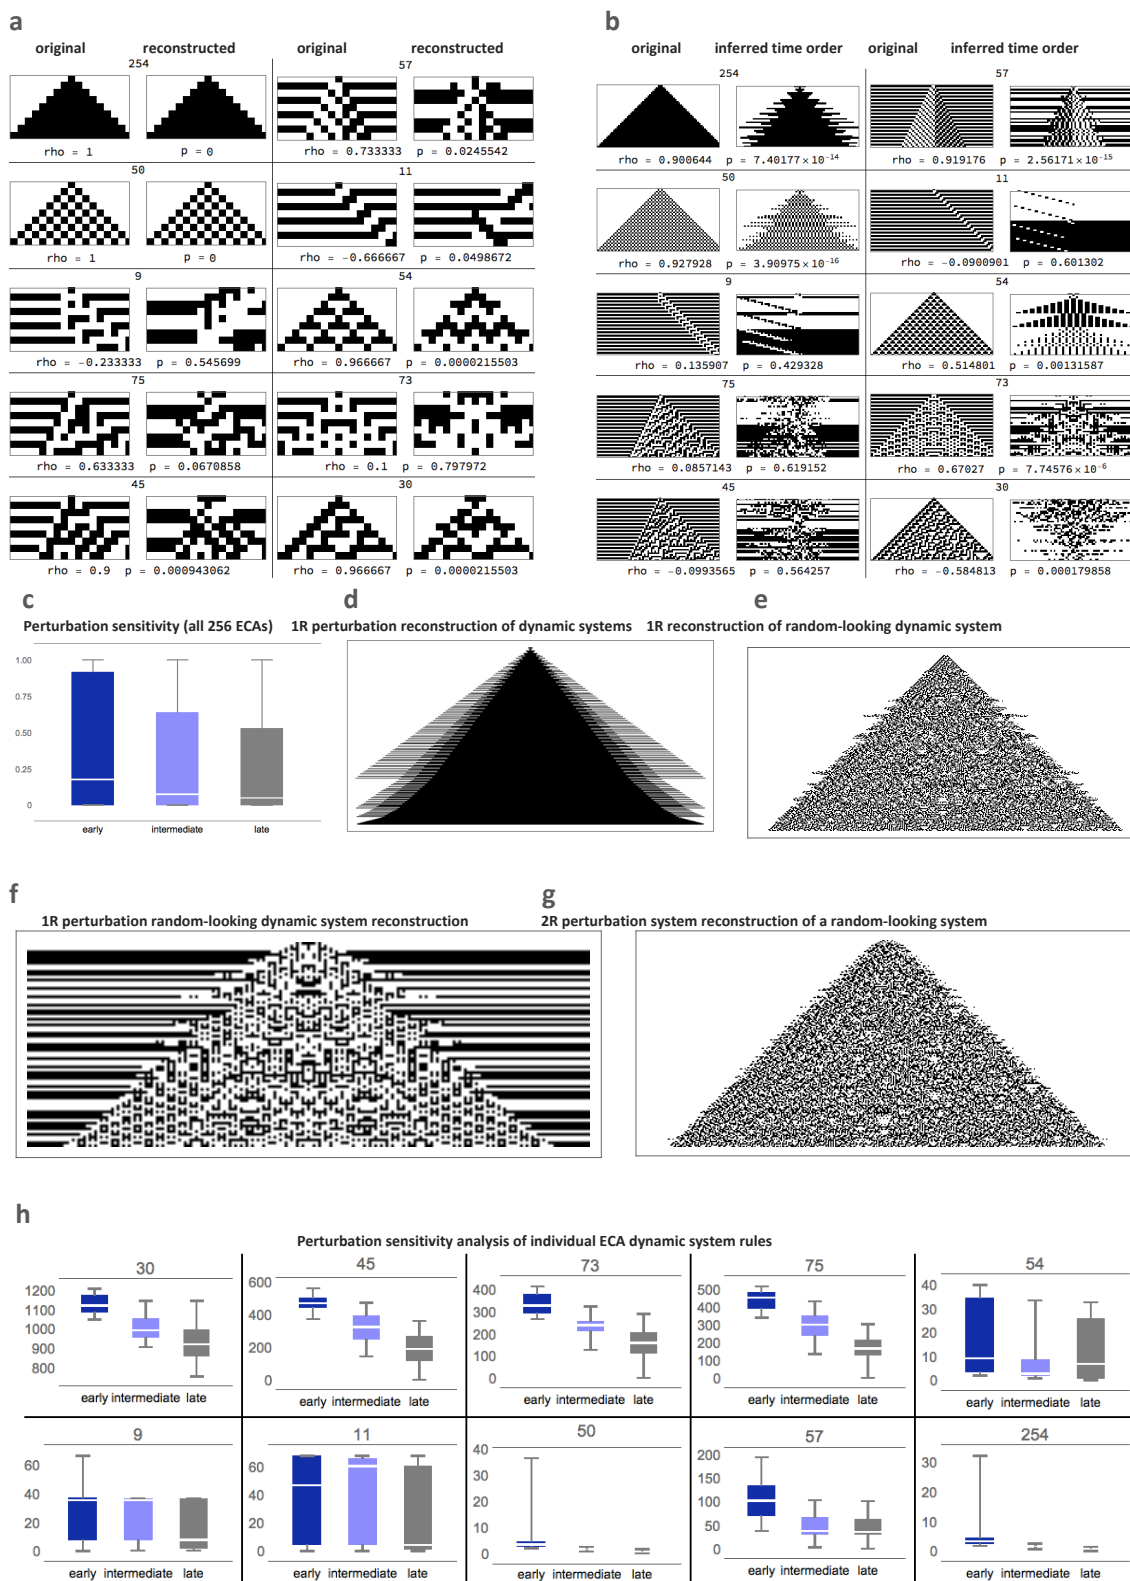 a
original reconstructed original reconstructed
254 57
rho = 1 p = 0 rho = 0.733333 p = 0.0245542
50 11
rho = 1 p = 0 rho = -0.666667 p = 0.0498672
9 54
rho = -0.233333 p = 0.545699 rho = 0.966667 p = 0.0000215503
75 73
rho = 0.633333 p = 0.0670858 rho = 0.1 p = 0.797972
45 30
rho = 0.9 p = 0.000943062 rho = 0.966667 p = 0.0000215503
b
original inferred time order original inferred time order
254 57
rho = 0.900644 p = 7.40177×10^-14 rho = 0.919176 p = 2.56171×10^-15
50 11
rho = 0.927928 p = 3.90975×10^-16 rho = -0.0900901 p = 0.601302
9 54
rho = 0.135907 p = 0.429328 rho = 0.514801 p = 0.00131587
75 73
rho = 0.0857143 p = 0.619152 rho = 0.67027 p = 7.74576×10^-6
45 30
rho = -0.0993565 p = 0.564257 rho = -0.584813 p = 0.000179858
c
Perturbation sensitivity (all 256 ECAs)
1.00
0.75
0.50
0.25
0
early intermediate late
d
1R perturbation reconstruction of dynamic systems
e
1R reconstruction of random-looking dynamic system
f
1R perturbation random-looking dynamic system reconstruction
g
2R perturbation system reconstruction of a random-looking system
h
Perturbation sensitivity analysis of individual ECA dynamic system rules
30
1200
1100
1000
900
800
early intermediate late
45
600
400
200
0
early intermediate late
73
400
300
200
100
0
early intermediate late
75
500
400
300
200
100
0
early intermediate late
54
40
30
20
10
0
early intermediate late
9
60
40
20
0
early intermediate late
11
60
40
20
0
early intermediate late
50
40
30
20
10
0
early intermediate late
57
200
150
100
50
0
early intermediate late
254
40
30
20
10
0
early intermediate late